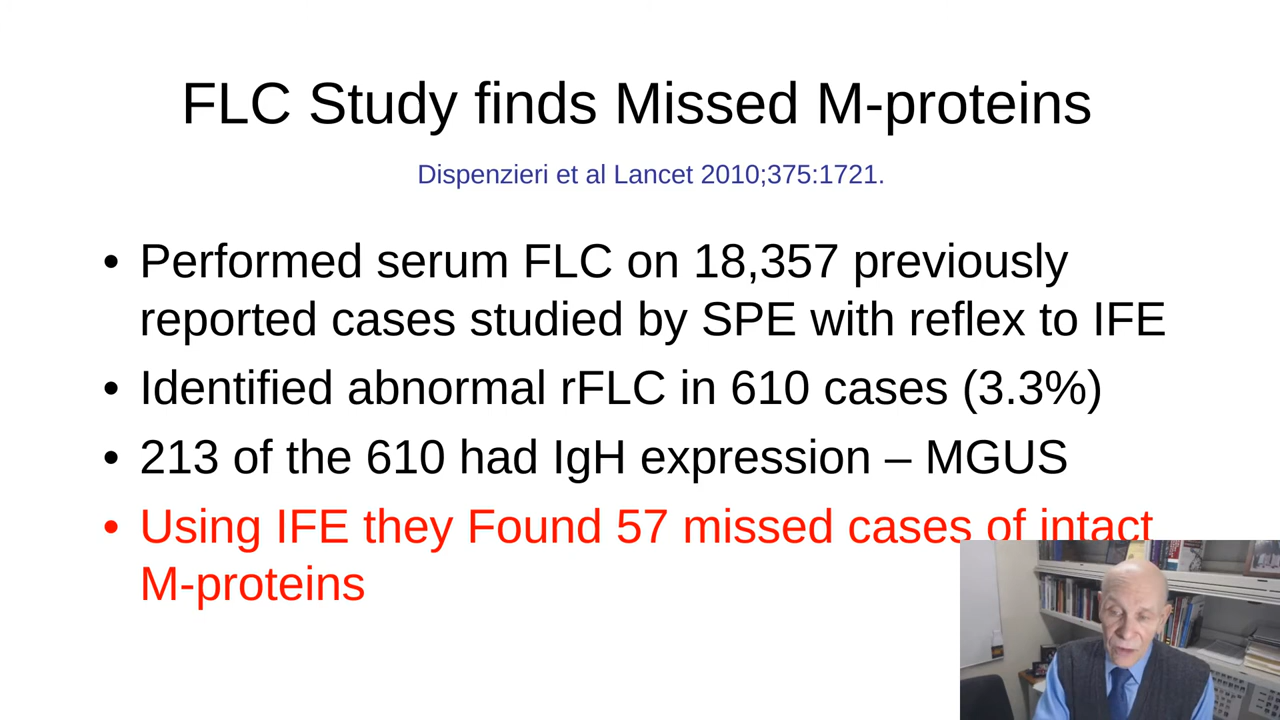 FLC Study finds Missed M-proteins
Dispenzieri et al Lancet 2010;375:1721.
• Performed serum FLC on 18,357 previously
reported cases studied by SPE with reflex to IFE
• Identified abnormal rFLC in 610 cases (3.3%)
• 213 of the 610 had IgH expression – MGUS
• Using IFE they Found 57 missed cases of intact
M-proteins